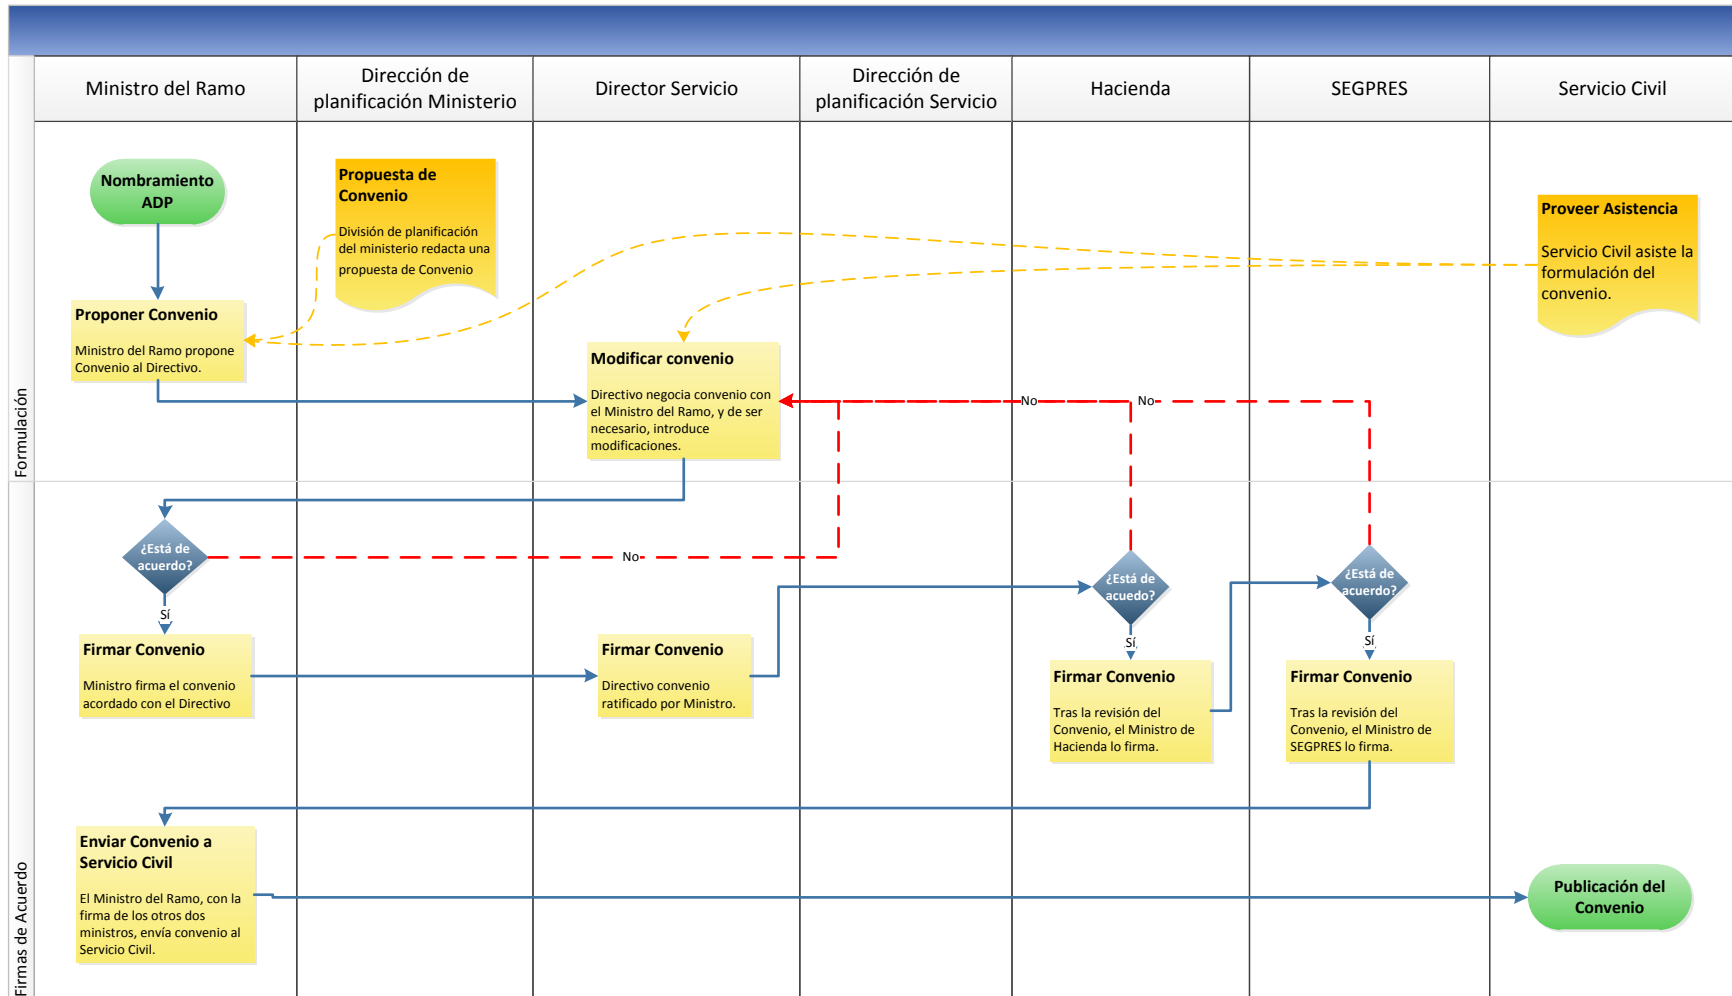 Ministro del Ramo
Dirección de
planificación Ministerio
Director Servicio
Dirección de
planificación Servicio
Hacienda
SEGPRES
Servicio Civil
Formulación
Nombramiento
ADP
Propuesta de
Convenio
División de planificación
del ministerio redacta una
propuesta de Convenio
Proveer Asistencia
Servicio Civil asiste la
formulación del
convenio.
Proponer Convenio
Ministro del Ramo propone
Convenio al Directivo.
Modificar convenio
Directivo negocia convenio con
el Ministro del Ramo, y de ser
necesario, introduce
modificaciones.
No
No
Firmas de Acuerdo
¿Está de
acuerdo?
No
Sí
¿Está de
acuedo?
Sí
¿Está de
acuerdo?
Sí
Firmar Convenio
Ministro firma el convenio
acordado con el Directivo
Firmar Convenio
Directivo convenio
ratificado por Ministro.
Firmar Convenio
Tras la revisión del
Convenio, el Ministro de
Hacienda lo firma.
Firmar Convenio
Tras la revisión del
Convenio, el Ministro de
SEGPRES lo firma.
Enviar Convenio a
Servicio Civil
El Ministro del Ramo, con la
firma de los otros dos
ministros, envía convenio al
Servicio Civil.
Publicación del
Convenio